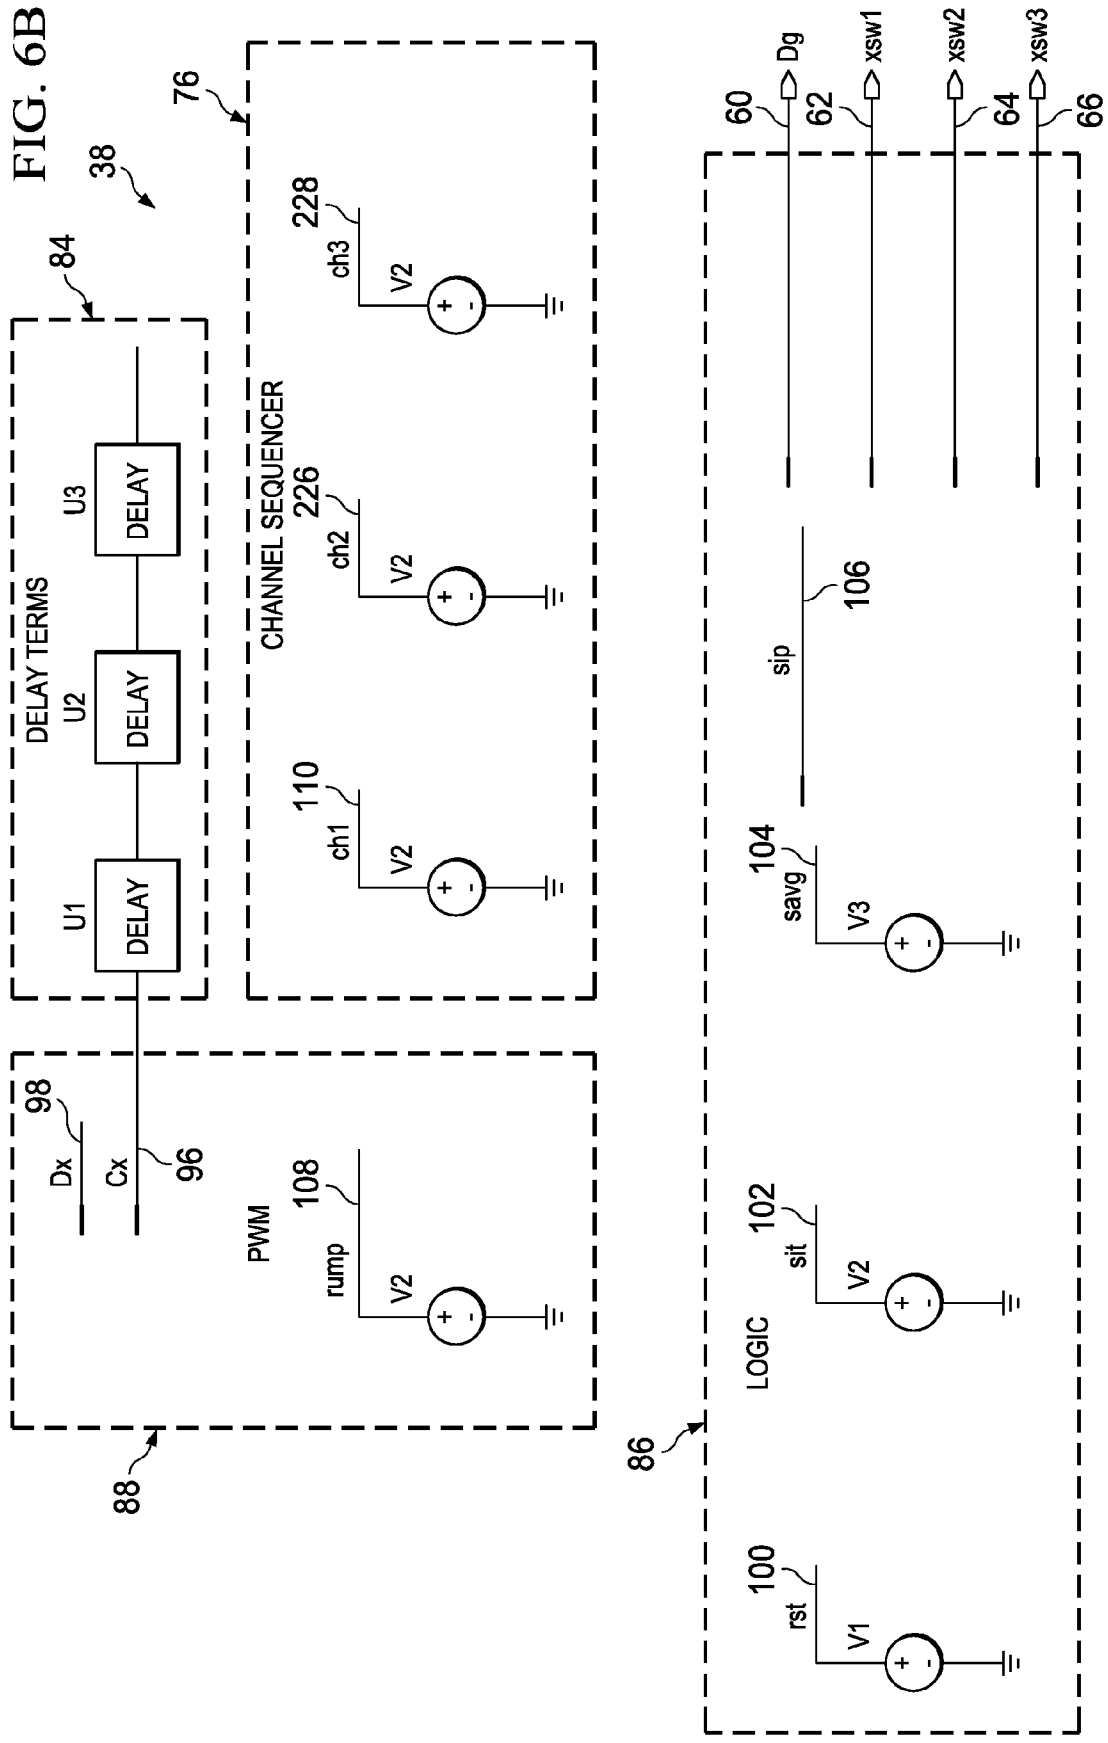 FIG. 6B
38
84
DELAY TERMS
U1
U2
U3
DELAY
DELAY
DELAY
88
Dx
98
Cx
96
PWM
rump
108
V2
+
-
76
CHANNEL SEQUENCER
ch1
110
V2
+
-
ch2
226
V2
+
-
ch3
228
V2
+
-
86
LOGIC
rst
100
V1
+
-
sit
102
V2
+
-
savg
104
V3
+
-
sip
106
60
Dg
62
xsw1
64
xsw2
66
xsw3